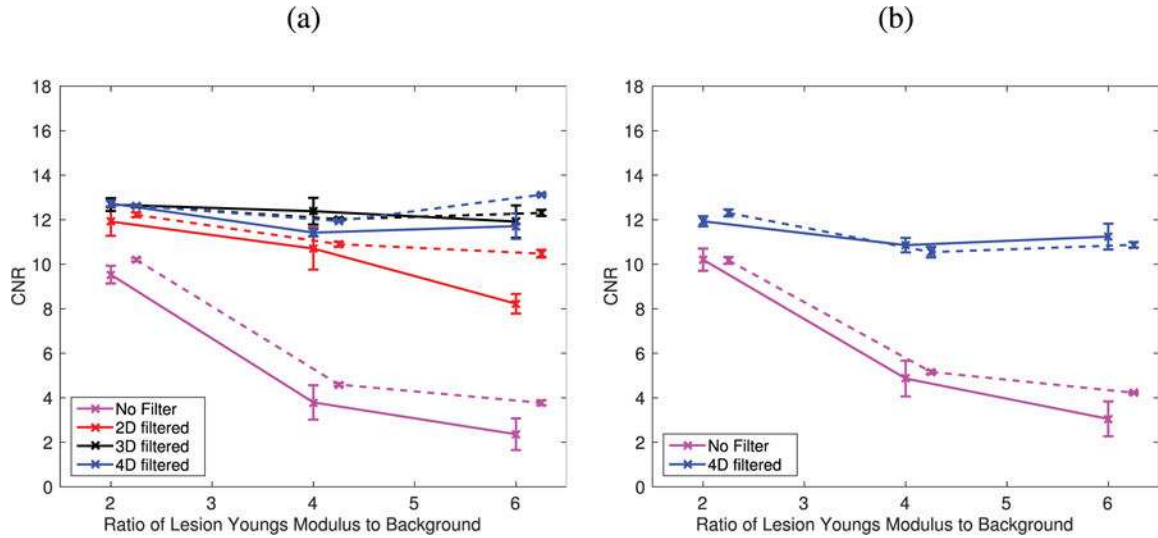 (a)
18
16
14
12
10
8
6
4
2
0
CNR
No Filter
2D filtered
3D filtered
4D filtered
2
3
4
5
6
Ratio of Lesion Youngs Modulus to Background
(b)
18
16
14
12
10
8
6
4
2
0
CNR
No Filter
4D filtered
2
3
4
5
6
Ratio of Lesion Youngs Modulus to Background